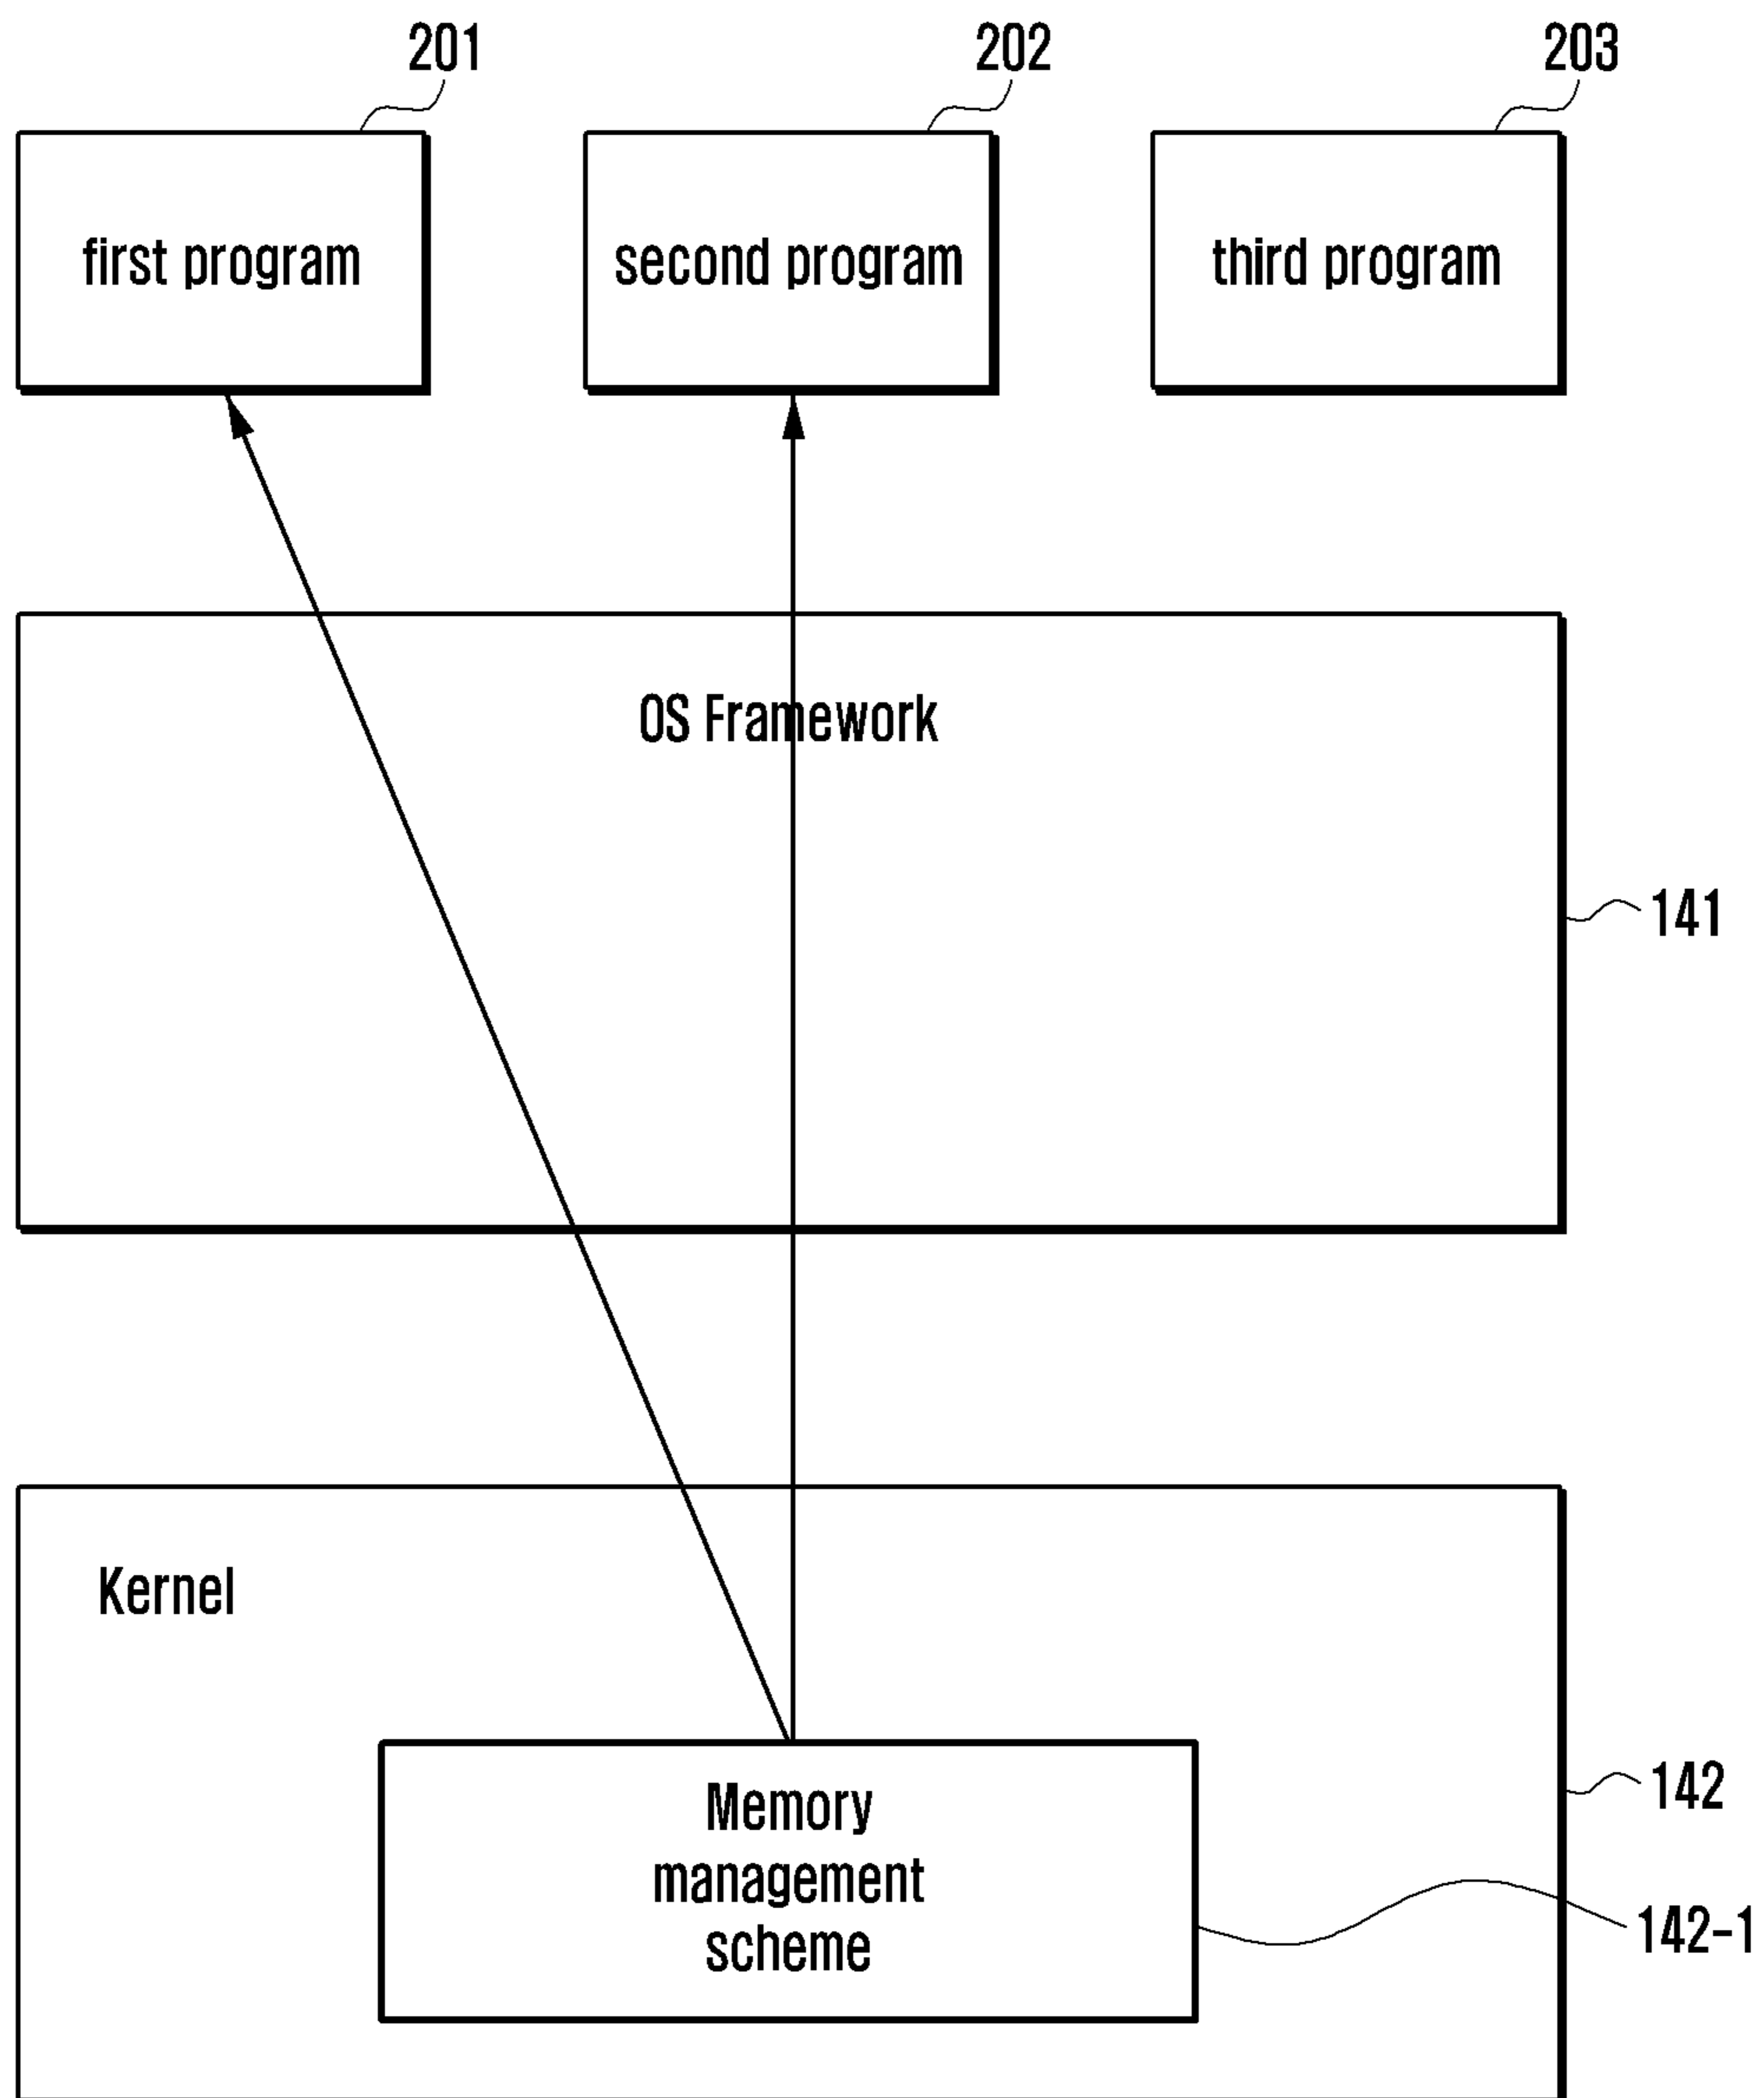 201
202
203
first program
second program
third program
OS Framework
141
Kernel
142
Memory
management
scheme
142-1